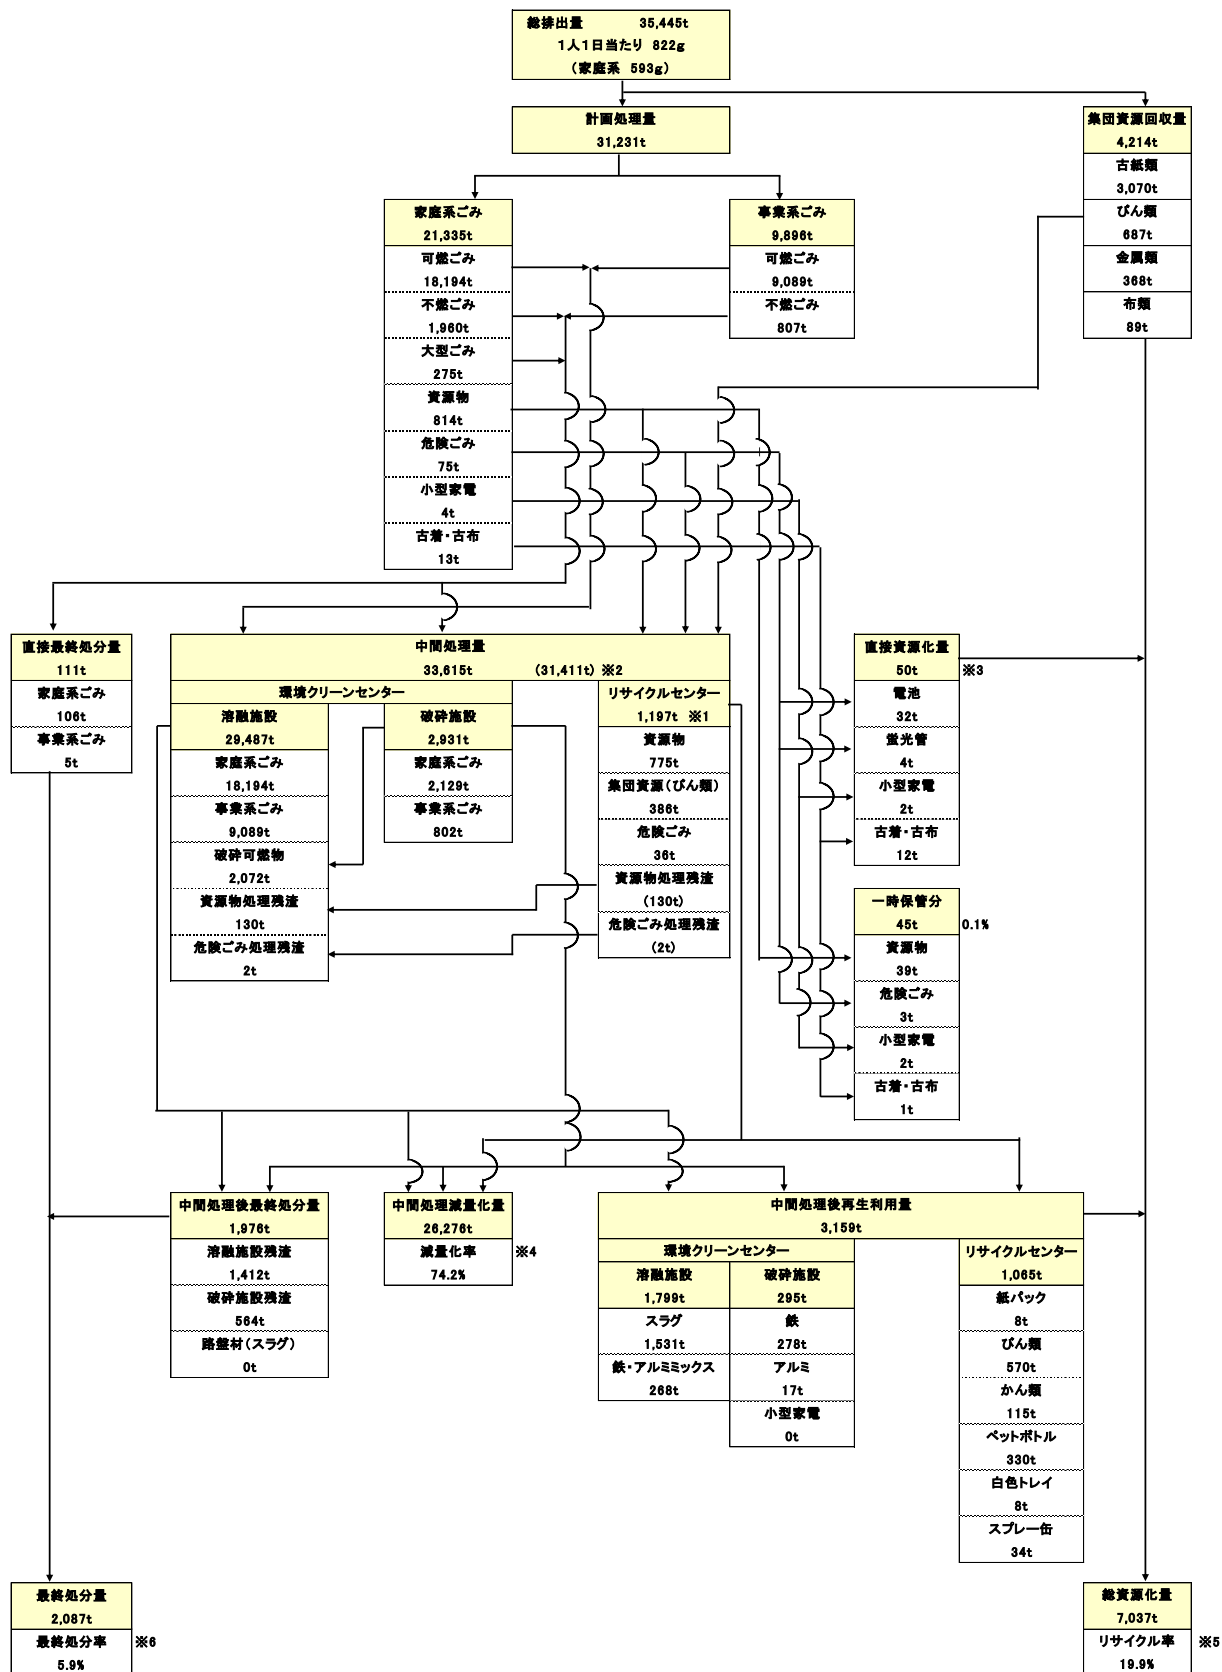 総排出量 35,445t
1人1日当たり 822g
(家庭系 593g)
計画処理量
31,231t
集団資源回収量
4,214t
古紙類
3,070t
びん類
687t
金属類
368t
布類
89t
家庭系ごみ
21,335t
可燃ごみ
18,194t
不燃ごみ
1,960t
大型ごみ
275t
資源物
814t
危険ごみ
75t
小型家電
4t
古着・古布
13t
事業系ごみ
9,896t
可燃ごみ
9,089t
不燃ごみ
807t
直接最終処分量
111t
家庭系ごみ
106t
事業系ごみ
5t
中間処理量
33,615t (31,411t) ※2
環境クリーンセンター
溶融施設
29,487t
家庭系ごみ
18,194t
事業系ごみ
9,089t
破砕可燃物
2,072t
資源物処理残渣
130t
危険ごみ処理残渣
2t
破砕施設
2,931t
家庭系ごみ
2,129t
事業系ごみ
802t
リサイクルセンター
1,197t ※1
資源物
775t
集団資源(びん類)
386t
危険ごみ
36t
資源物処理残渣
(130t)
危険ごみ処理残渣
(2t)
直接資源化量
50t ※3
電池
32t
蛍光管
4t
小型家電
2t
古着・古布
12t
一時保管分
45t 0.1%
資源物
39t
危険ごみ
3t
小型家電
2t
古着・古布
1t
中間処理後最終処分量
1,976t
溶融施設残渣
1,412t
破砕施設残渣
564t
路盤材(スラグ)
0t
中間処理減量化量
26,276t
減量化率 ※4
74.2%
中間処理後再生利用量
3,159t
環境クリーンセンター
溶融施設
1,799t
スラグ
1,531t
鉄・アルミミックス
268t
破砕施設
295t
鉄
278t
アルミ
17t
小型家電
0t
リサイクルセンター
1,065t
紙パック
8t
びん類
570t
かん類
115t
ペットボトル
330t
白色トレイ
8t
スプレー缶
34t
最終処分量
2,087t
最終処分率 ※6
5.9%
総資源化量
7,037t
リサイクル率 ※5
19.9%